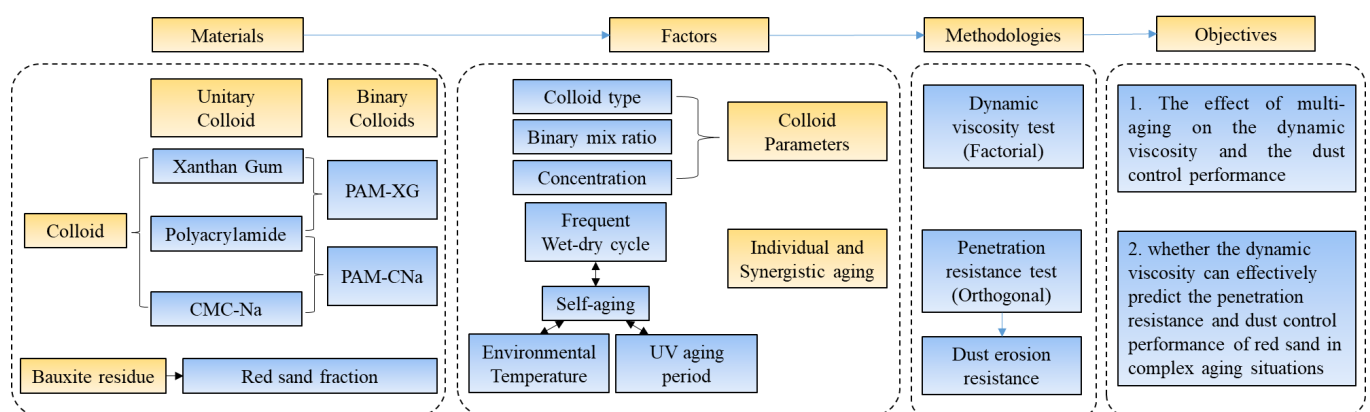 Materials
Factors
Methodologies
Objectives
Unitary
Colloid
Binary
Colloids
Colloid
Xanthan Gum
Polyacrylamide
CMC-Na
PAM-XG
PAM-CNa
Bauxite residue
Red sand fraction
Colloid type
Binary mix ratio
Concentration
Colloid
Parameters
Frequent
Wet-dry cycle
Self-aging
Environmental
Temperature
UV aging
period
Individual and
Synergistic aging
Dynamic
viscosity test
(Factorial)
Penetration
resistance test
(Orthogonal)
Dust erosion
resistance
1. The effect of multi-
aging on the dynamic
viscosity and the dust
control performance
2. whether the dynamic
viscosity can effectively
predict the penetration
resistance and dust control
performance of red sand in
complex aging situations